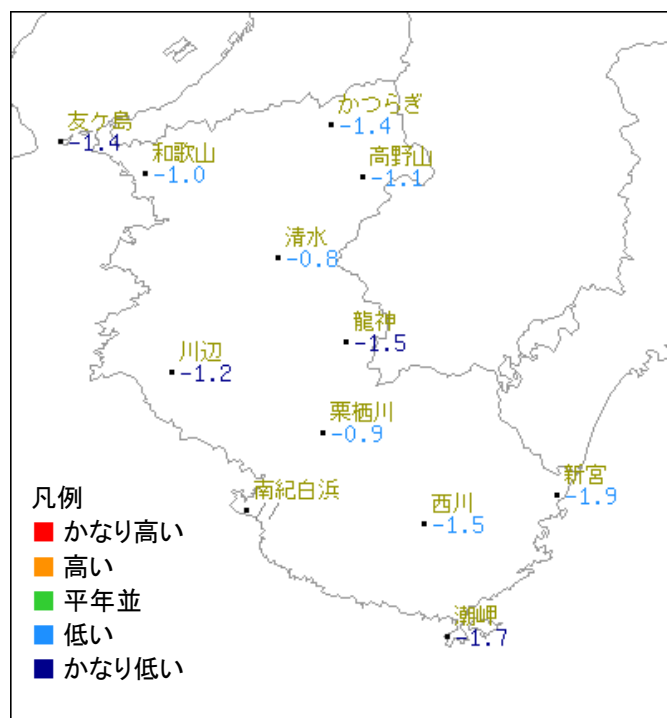 かつらぎ
-1.4
友ケ島
-1.4
和歌山
-1.0
高野山
-1.1
清水
-0.8
龍神
-1.5
川辺
-1.2
栗栖川
-0.9
南紀白浜
新宮
-1.9
西川
-1.5
潮岬
-1.7
凡例
かなり高い
高い
平年並
低い
かなり低い